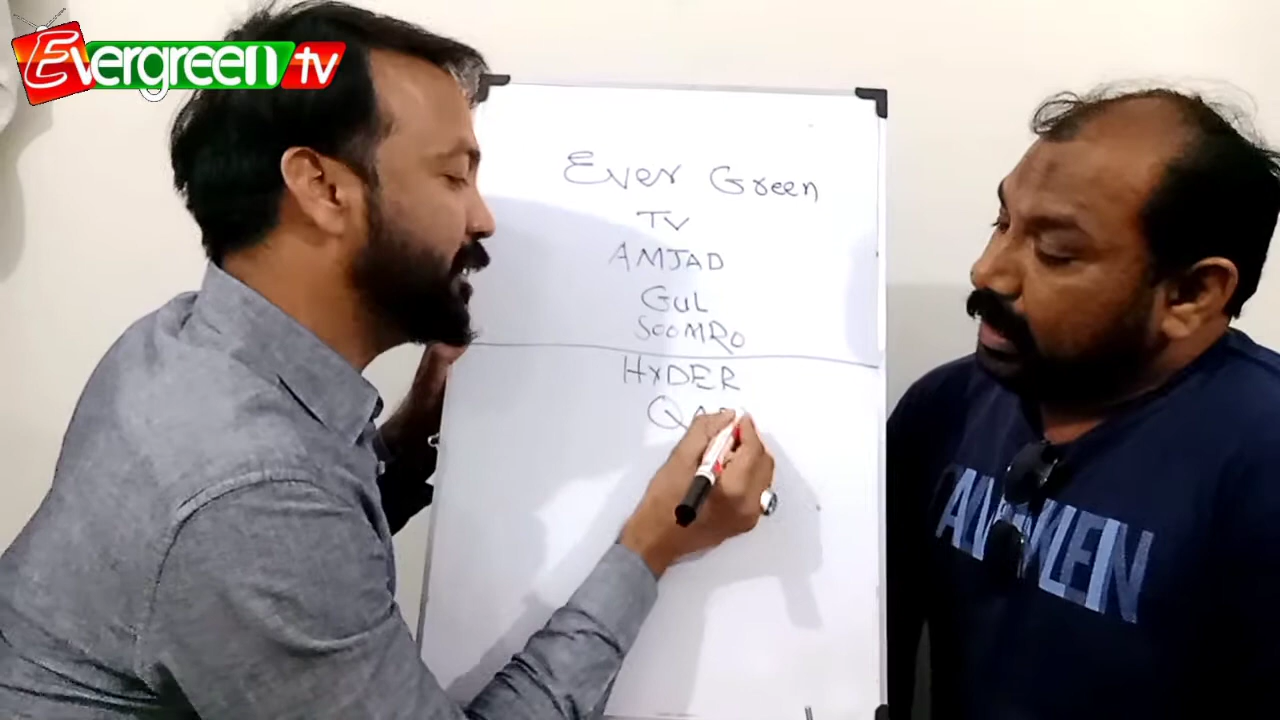 Evergreen tv
Ever Green
TV
AMJAD
GUL
SOOMRO
HYDER